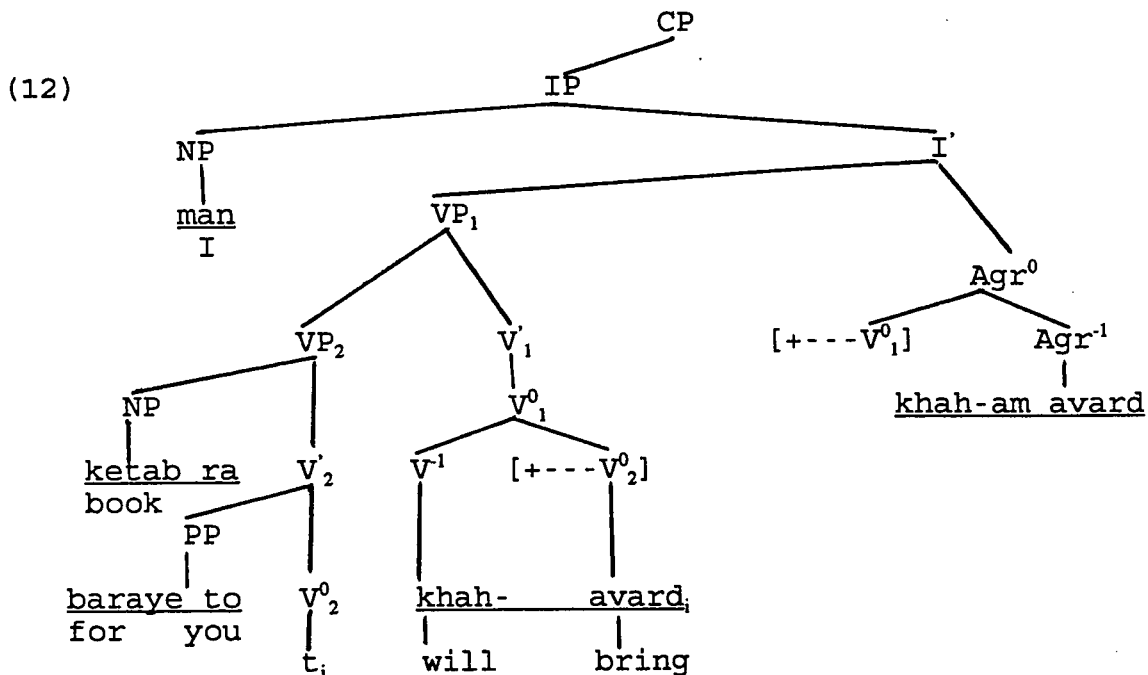 CP
(12)
IP
NP I'
man
I
VP₁
Agr⁰
VP₂ V'₁ [+---V⁰₁] Agr⁻¹
NP V⁰₁ khah-am avard
ketab ra V'₂ V⁻¹ [+---V⁰₂]
book
PP
baraye to V⁰₂ khah- avardᵢ
for you
tᵢ will bring